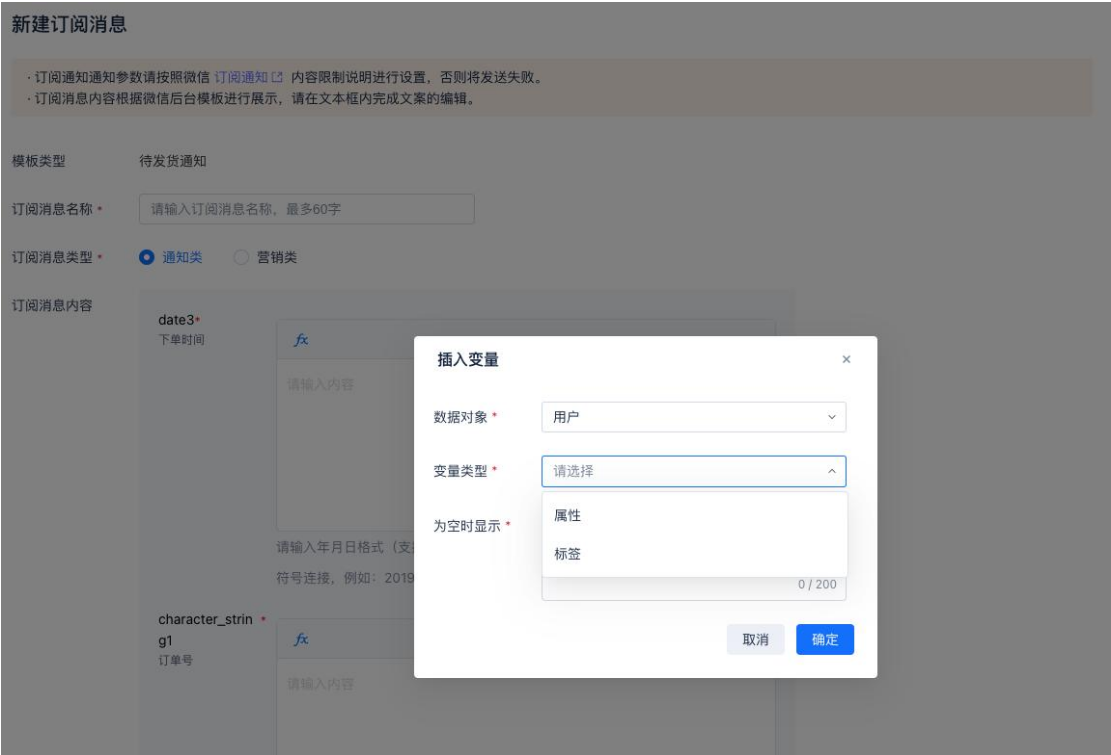 新建订阅消息
· 订阅通知通知参数请按照微信 订阅通知 内容限制说明进行设置，否则将发送失败。
· 订阅消息内容根据微信后台模板进行展示，请在文本框内完成文案的编辑。
模板类型 待发货通知
订阅消息名称 * 请输入订阅消息名称，最多60字
订阅消息类型 * 通知类 营销类
订阅消息内容
date3*
下单时间
fx
请输入内容
插入变量 ×
数据对象 * 用户
变量类型 * 请选择
属性
为空时显示 *
标签
0 / 200
请输入年月日格式（支
符号连接，例如：2019
character_strin *
g1
订单号
fx
请输入内容
取消 确定